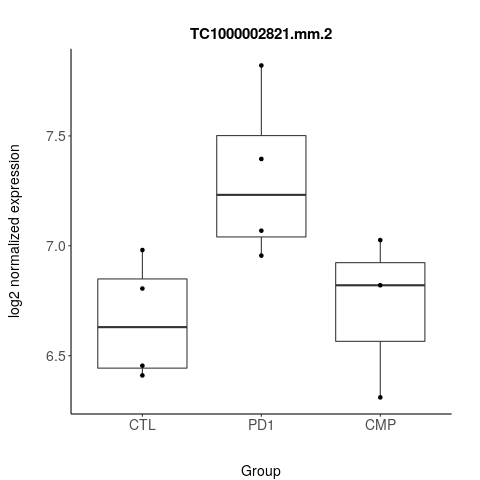 TC1000002821.mm.2
log2 normalized expression
7.5
7.0
6.5
CTL PD1 CMP
Group